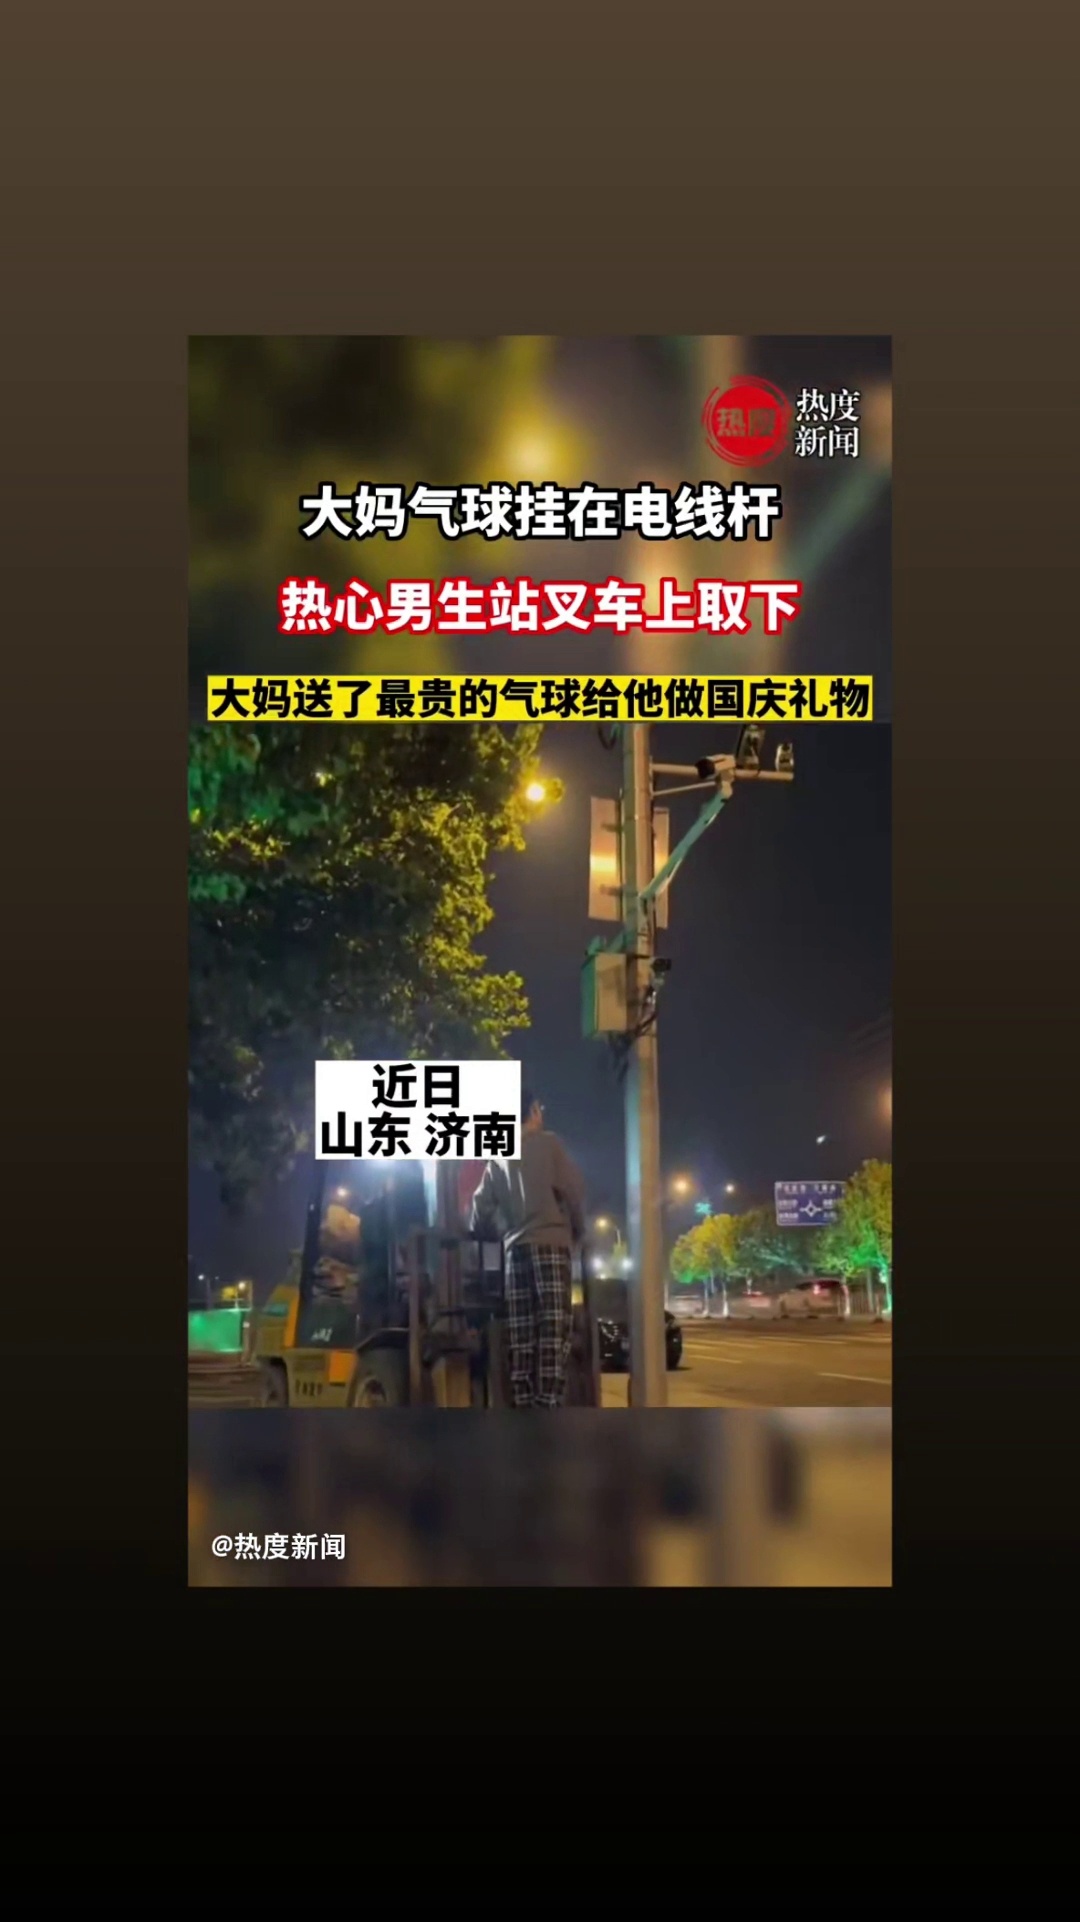 热度
热度
新闻
大妈气球挂在电线杆
热心男生站叉车上取下
大妈送了最贵的气球给他做国庆礼物
近日
山东 济南
@热度新闻